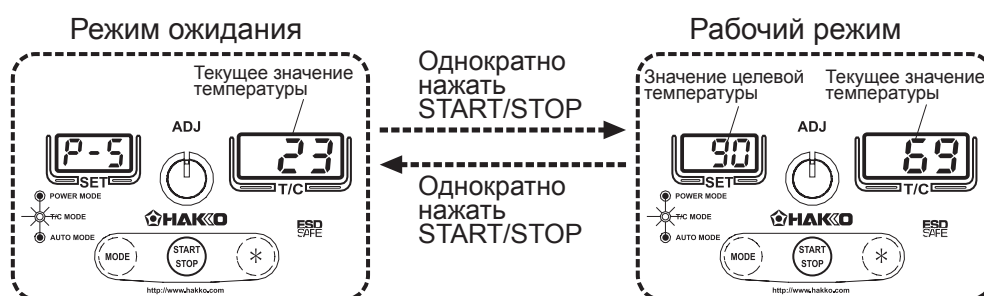 Режим ожидания
Текущее значение
температуры
ADJ
P-S
23
SET
T/C
POWER MODE
T/C MODE
AUTO MODE
HAKKO
ESD
SAFE
MODE
START
STOP
*
http://www.hakko.com
Однократно
нажать
START/STOP
Однократно
нажать
START/STOP
Рабочий режим
Значение целевой
температуры
Текущее значение
температуры
ADJ
90
69
SET
T/C
POWER MODE
T/C MODE
AUTO MODE
HAKKO
ESD
SAFE
MODE
START
STOP
*
http://www.hakko.com